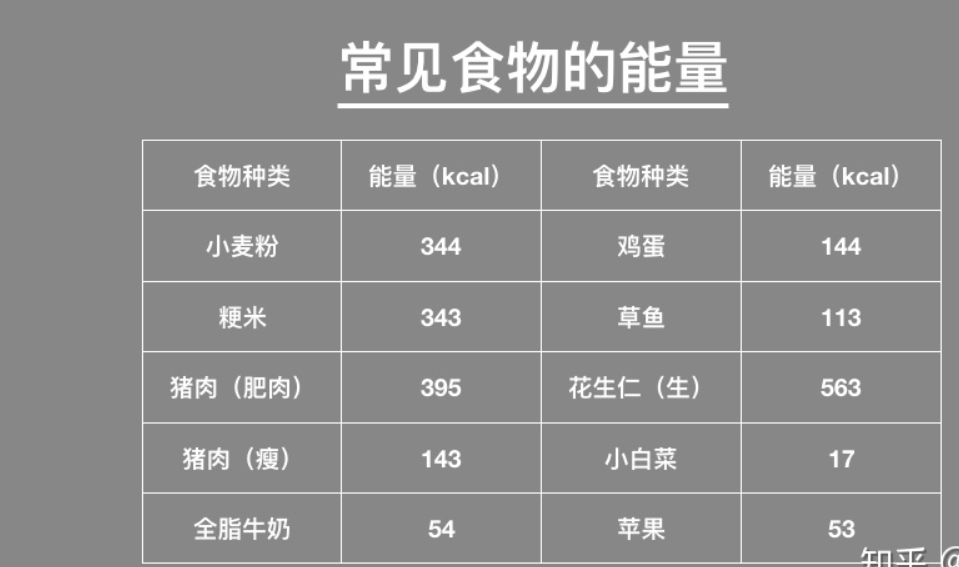 常见食物的能量
食物种类 能量（kcal） 食物种类 能量（kcal）
小麦粉 344 鸡蛋 144
粳米 343 草鱼 113
猪肉（肥肉） 395 花生仁（生） 563
猪肉（瘦） 143 小白菜 17
全脂牛奶 54 苹果 53
知乎 @